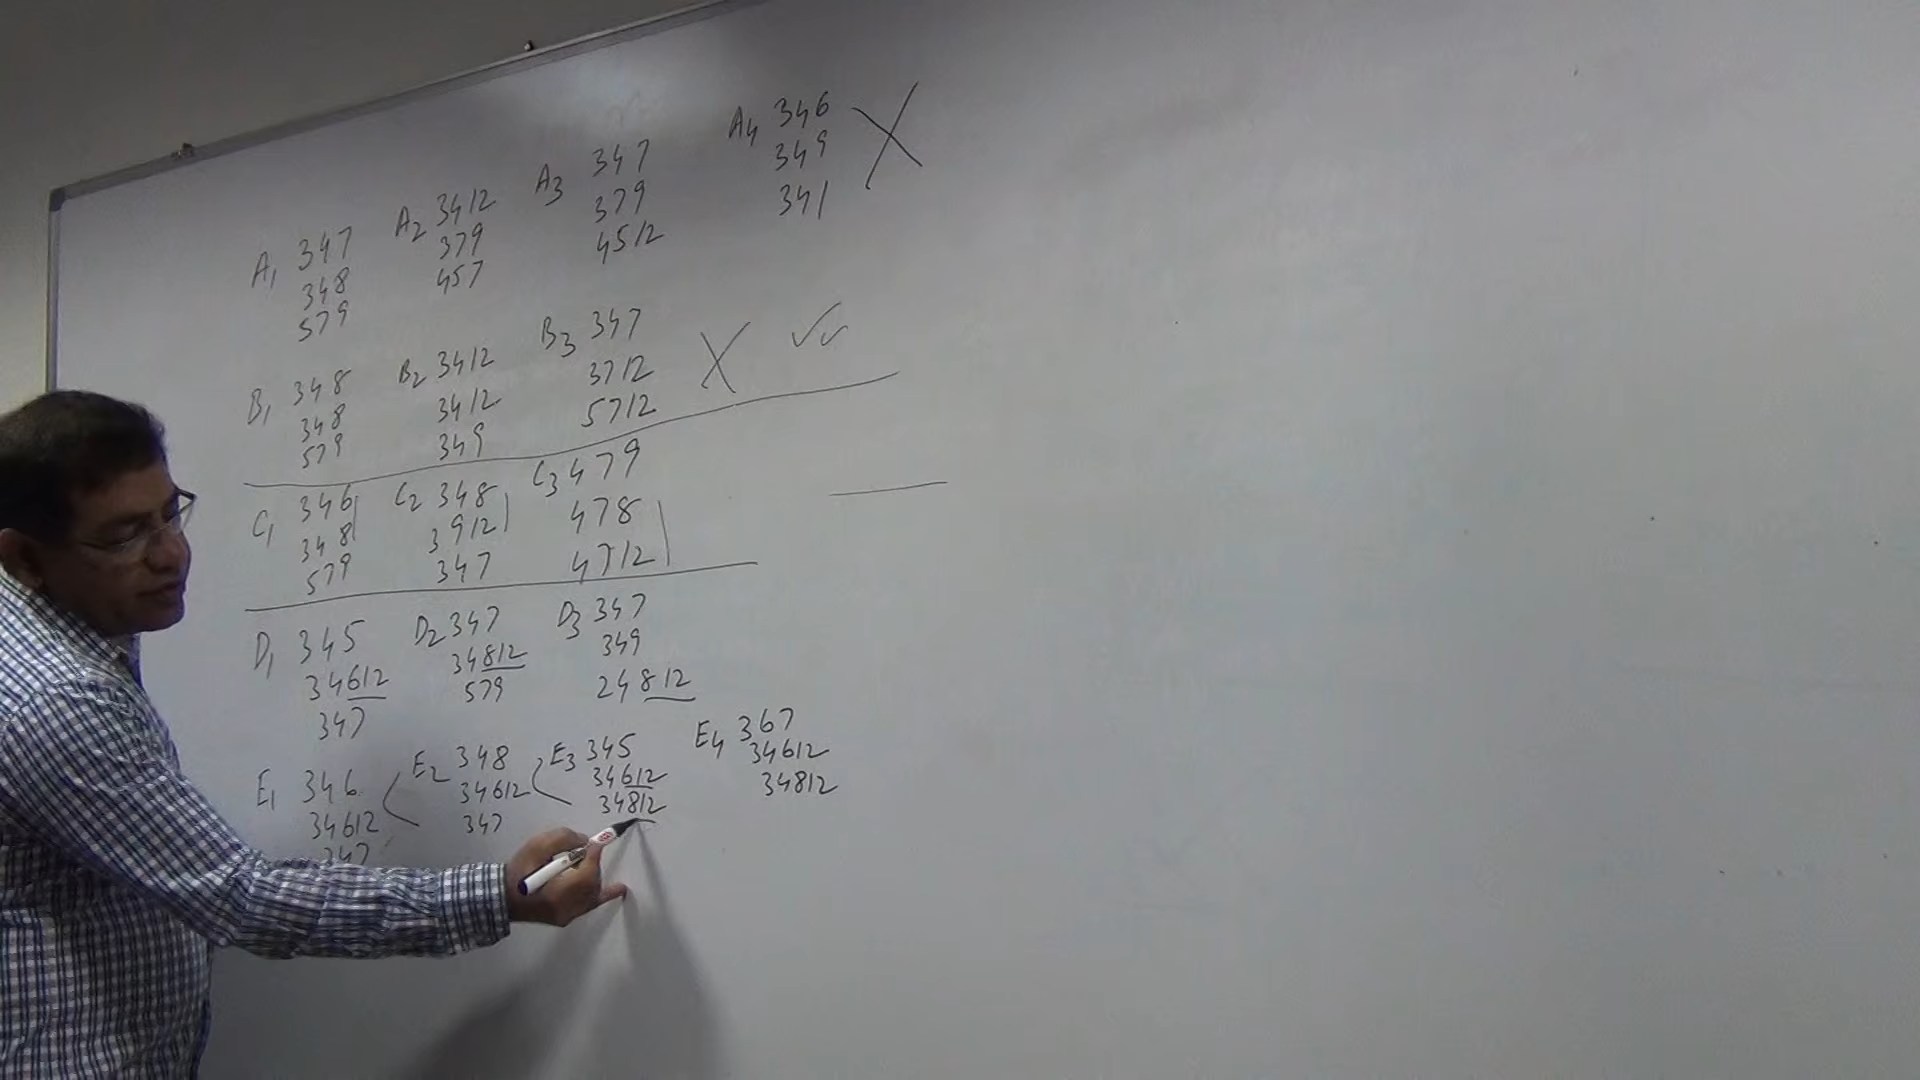 A1 347
348
579
A2 3412
379
457
A3 347
379
4512
A4 346
349
341
B1 348
348
579
B2 3412
3412
349
B3 347
3712
5712
C1 346
348
579
C2 348
3912
347
C3 479
478
4712
D1 345
34612
347
D2 347
34812
579
D3 347
349
24812
E1 346
34612
347
E2 348
34612
347
E3 345
34612
34812
E4 367
34612
34812